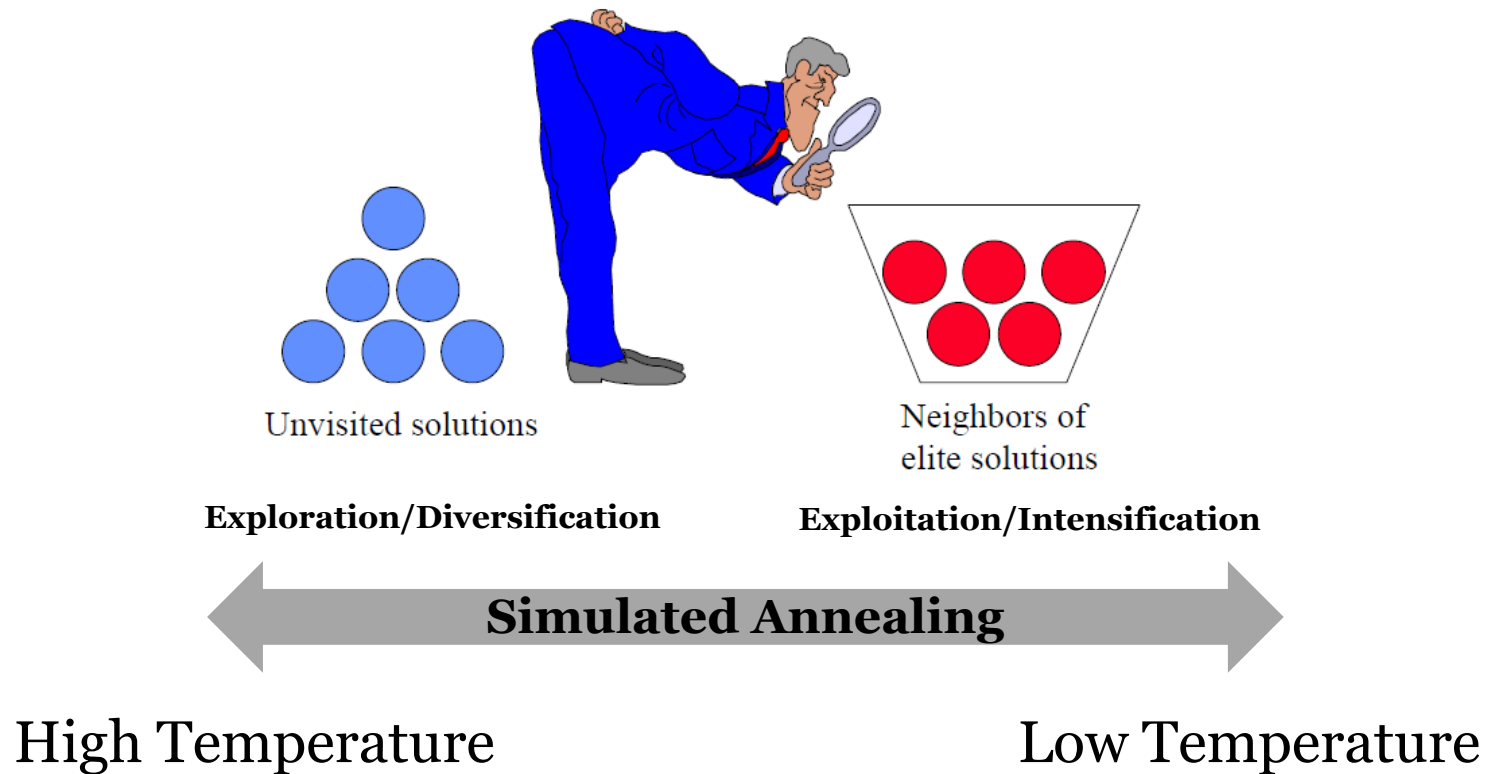 Unvisited solutions
Neighbors of
elite solutions
Exploration/Diversification
Exploitation/Intensification
Simulated Annealing
High Temperature
Low Temperature